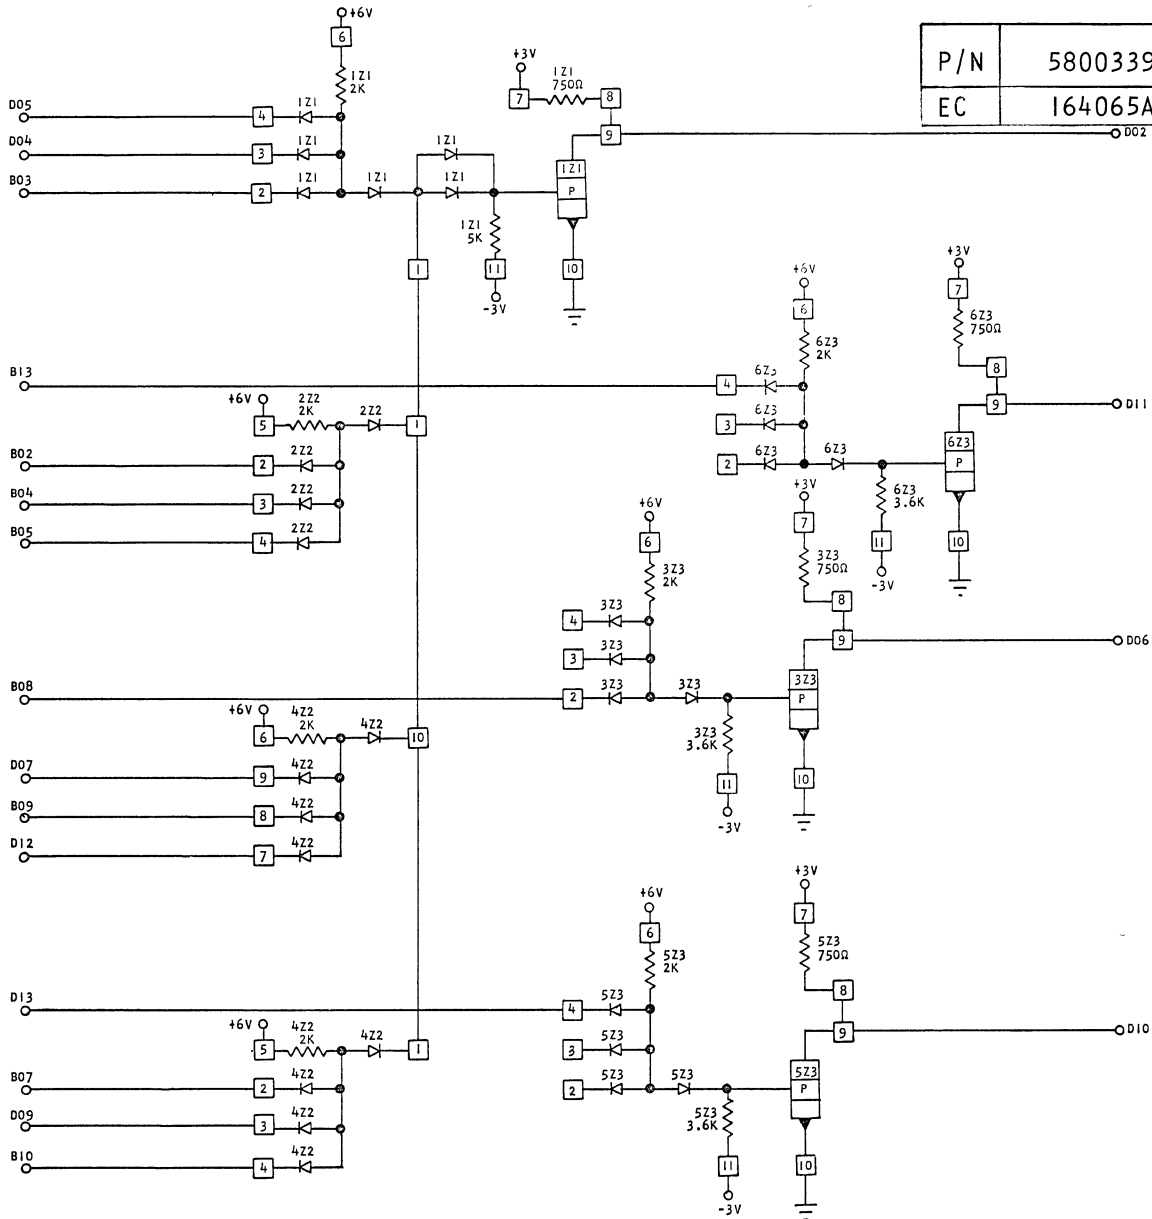 +6V
6
1Z1
2K
+3V
1Z1
750Ω
7
8
9
P/N 5800339
EC 164065A
D05
4
1Z1
D04
3
1Z1
B03
2
1Z1
1Z1
1Z1
1Z1
1Z1
P
D02
1Z1
5K
1
11
-3V
10
+6V
6
6Z3
2K
+3V
7
6Z3
750Ω
8
9
D11
B13
4
6Z3
3
6Z3
2
6Z3
6Z3
6Z3
P
6Z3
3.6K
11
-3V
10
+6V
5
2Z2
2K
2Z2
1
B02
2
2Z2
B04
3
2Z2
B05
4
2Z2
+6V
6
3Z3
2K
+3V
7
3Z3
750Ω
8
9
D06
4
3Z3
3
3Z3
B08
2
3Z3
3Z3
3Z3
P
3Z3
3.6K
11
-3V
10
+6V
6
4Z2
2K
4Z2
10
D07
9
4Z2
B09
8
4Z2
D12
7
4Z2
+6V
6
5Z3
2K
+3V
7
5Z3
750Ω
8
9
D10
D13
4
5Z3
3
5Z3
2
5Z3
5Z3
5Z3
P
5Z3
3.6K
11
-3V
10
+6V
5
4Z2
2K
4Z2
1
B07
2
4Z2
D09
3
4Z2
B10
4
4Z2